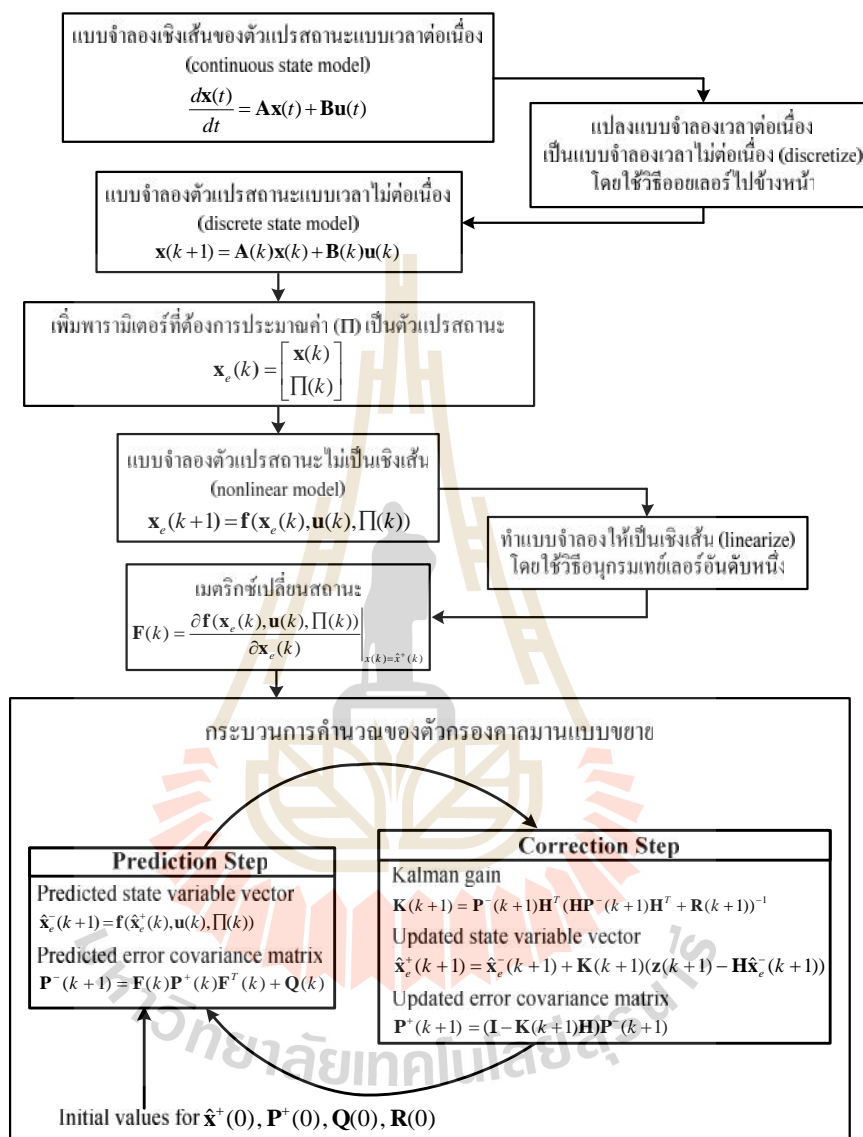 แบบจำลองเชิงเส้นของตัวแปรสถานะแบบเวลาต่อเนื่อง
(continuous state model)
d𝐱(t)/dt = 𝐀𝐱(t) + 𝐁𝐮(t)
แปลงแบบจำลองเวลาต่อเนื่อง
เป็นแบบจำลองเวลาไม่ต่อเนื่อง (discretize)
โดยใช้วิธีออยเลอร์ไปข้างหน้า
แบบจำลองตัวแปรสถานะแบบเวลาไม่ต่อเนื่อง
(discrete state model)
𝐱(k+1) = 𝐀(k)𝐱(k) + 𝐁(k)𝐮(k)
เพิ่มพารามิเตอร์ที่ต้องการประมาณค่า (Π) เป็นตัวแปรสถานะ
𝐱ₑ(k) = [𝐱(k) ∏(k)]
แบบจำลองตัวแปรสถานะไม่เป็นเชิงเส้น
(nonlinear model)
𝐱ₑ(k+1) = 𝐟(𝐱ₑ(k),𝐮(k),∏(k))
ทำแบบจำลองให้เป็นเชิงเส้น (linearize)
โดยใช้วิธีอนุกรมเทย์เลอร์อันดับหนึ่ง
เมตริกซ์เปลี่ยนสถานะ
𝐅(k) = ∂𝐟(𝐱ₑ(k),𝐮(k),∏(k))/∂𝐱ₑ(k) |x(k)=x̂⁺(k)
กระบวนการคำนวณของตัวกรองคาลมานแบบขยาย
Prediction Step
Predicted state variable vector
𝐱̂ₑ⁻(k+1) = 𝐟(𝐱̂ₑ⁺(k),𝐮(k),∏(k))
Predicted error covariance matrix
𝐏⁻(k+1) = 𝐅(k)𝐏⁺(k)𝐅ᵀ(k) + 𝐐(k)
Correction Step
Kalman gain
𝐊(k+1) = 𝐏⁻(k+1)𝐇ᵀ(𝐇𝐏⁻(k+1)𝐇ᵀ + 𝐑(k+1))⁻¹
Updated state variable vector
𝐱̂ₑ⁺(k+1) = 𝐱̂ₑ⁻(k+1) + 𝐊(k+1)(𝐳(k+1) − 𝐇𝐱̂ₑ⁻(k+1))
Updated error covariance matrix
𝐏⁺(k+1) = (𝐈 − 𝐊(k+1)𝐇)𝐏⁻(k+1)
มหาวิทยาลัยเทคโนโลยีสุรนารี
Initial values for 𝐱̂⁺(0), 𝐏⁺(0), 𝐐(0), 𝐑(0)